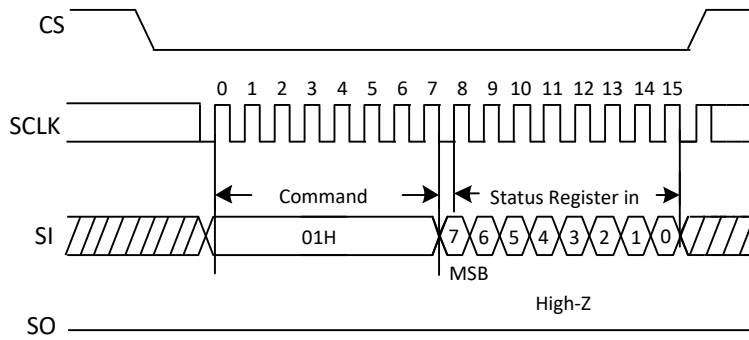 CS
0 1 2 3 4 5 6 7 8 9 10 11 12 13 14 15
SCLK
Command Status Register in
SI 01H 7 6 5 4 3 2 1 0
MSB
High-Z
SO